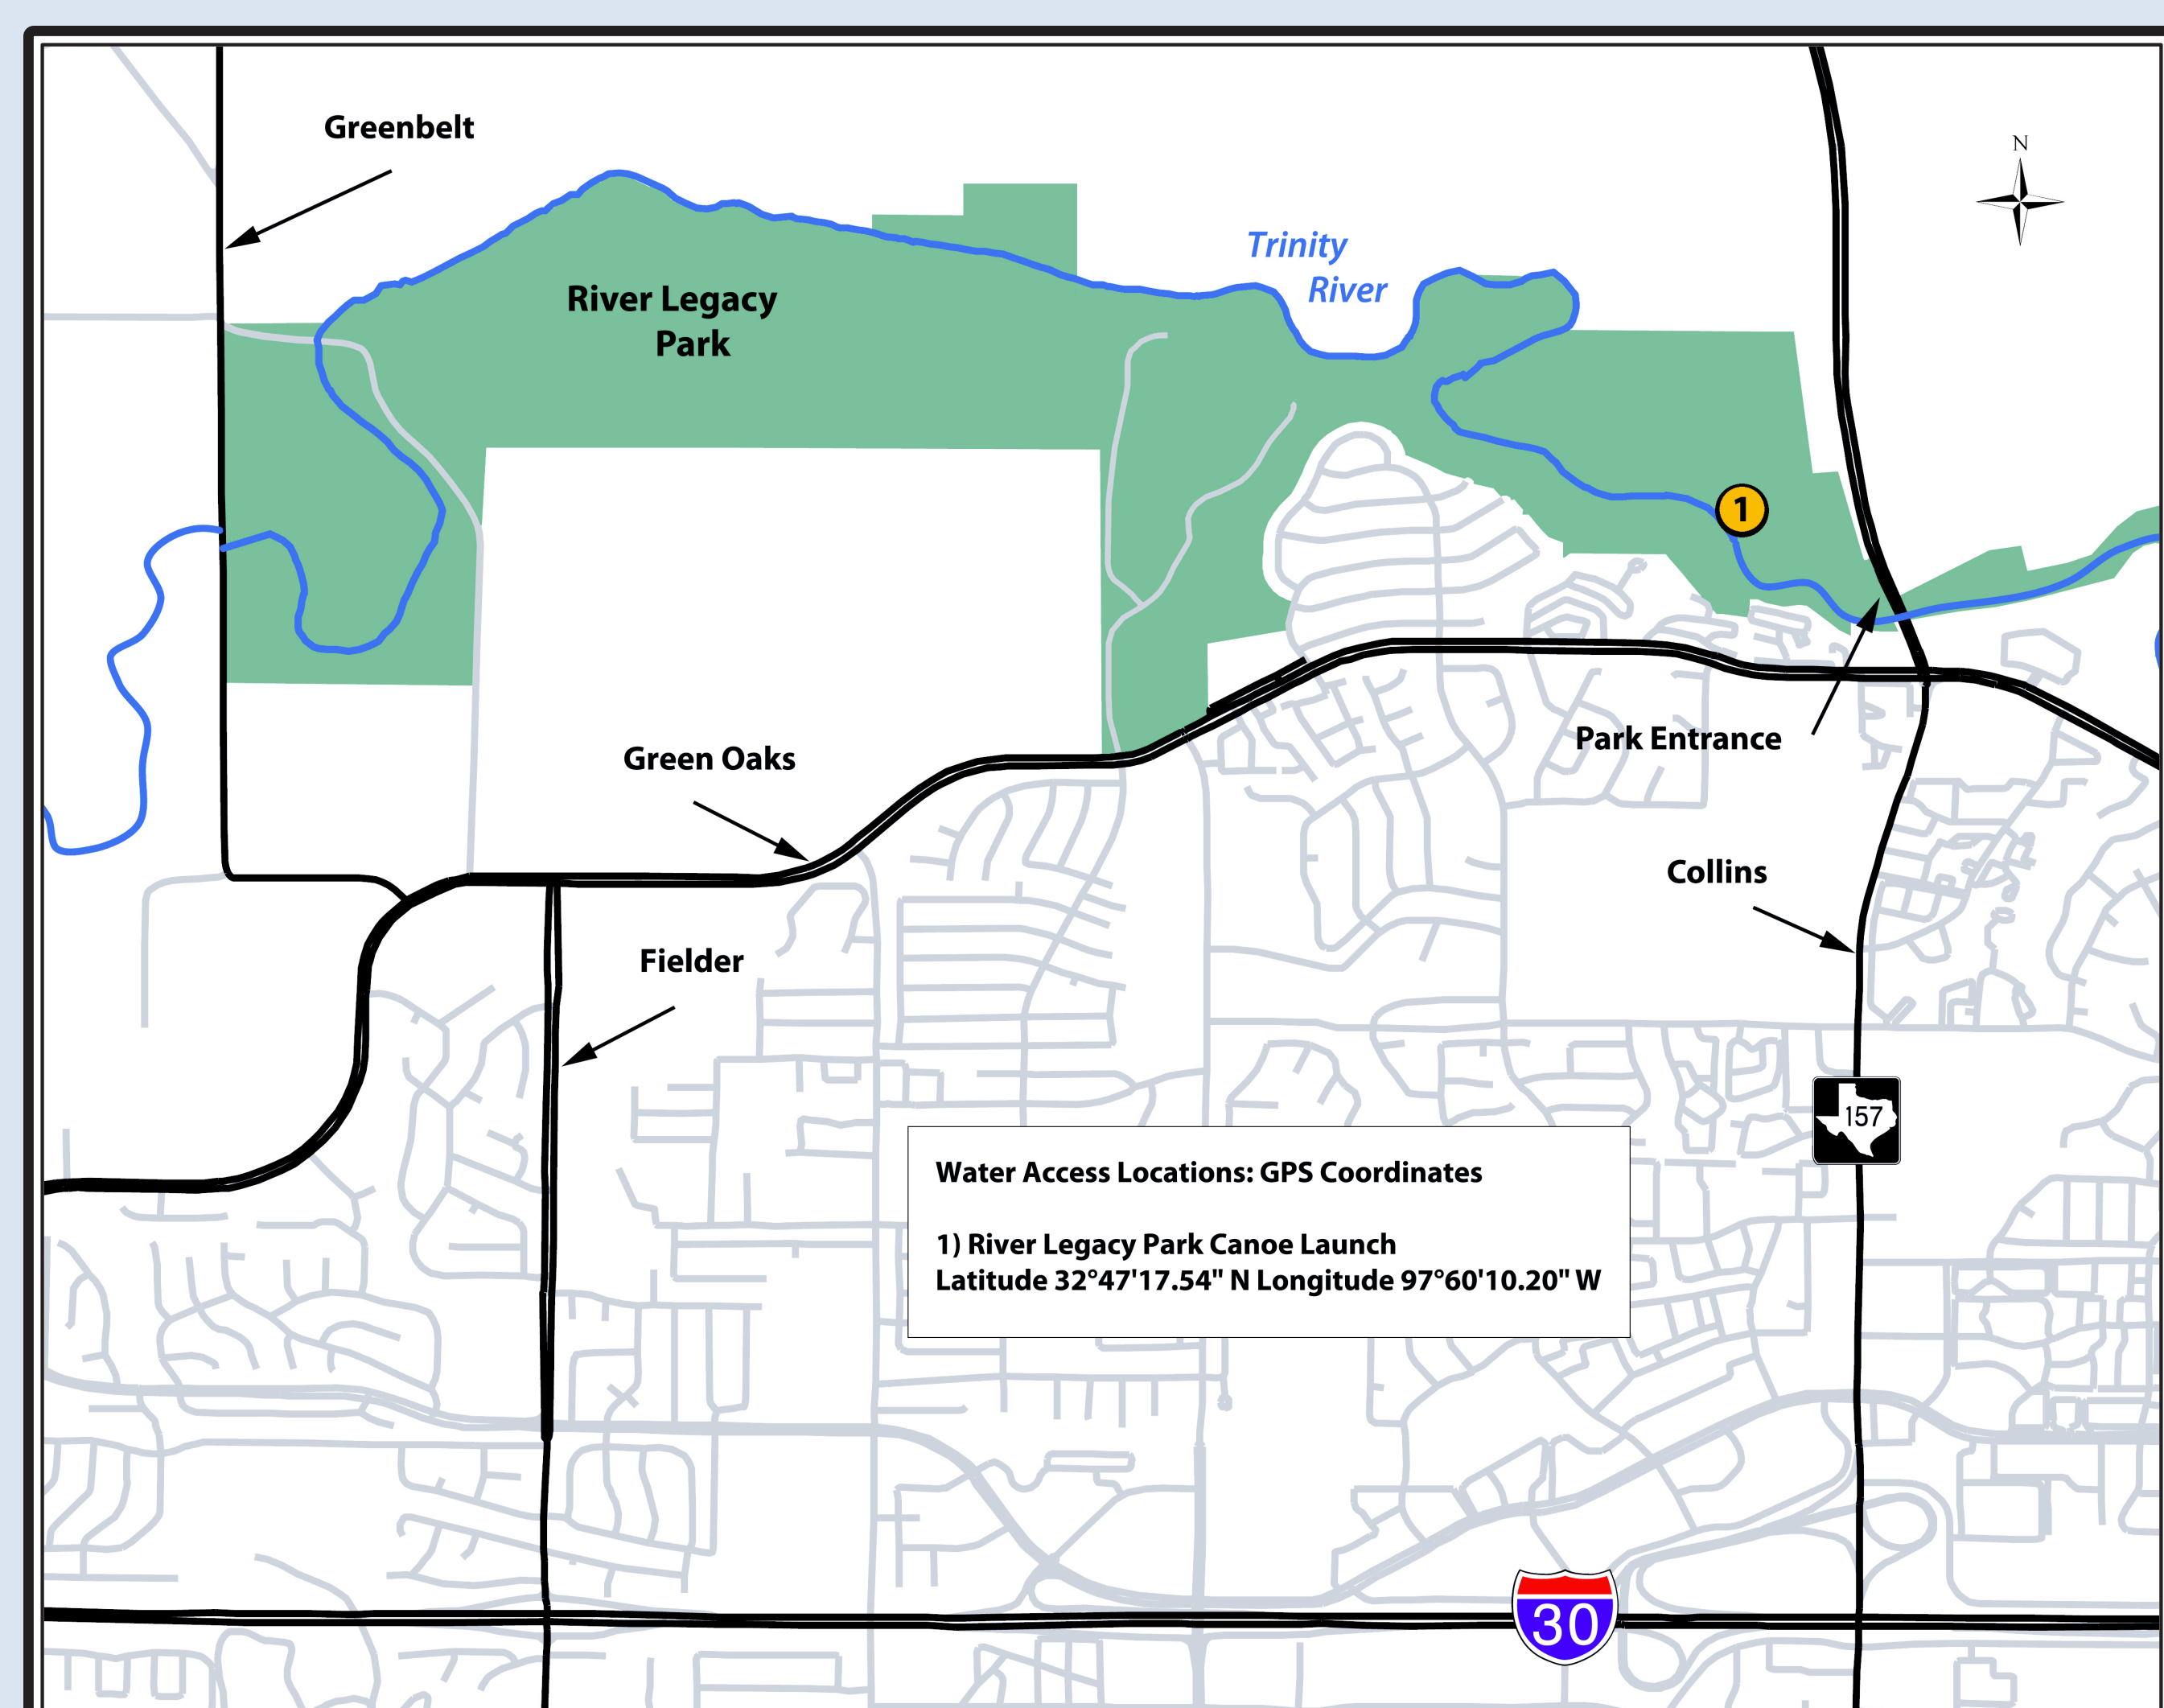 Greenbelt
N
Trinity
River
River Legacy
Park
1
Park Entrance
Green Oaks
Collins
Fielder
157
Water Access Locations: GPS Coordinates
1) River Legacy Park Canoe Launch
Latitude 32°47'17.54" N Longitude 97°60'10.20" W
30